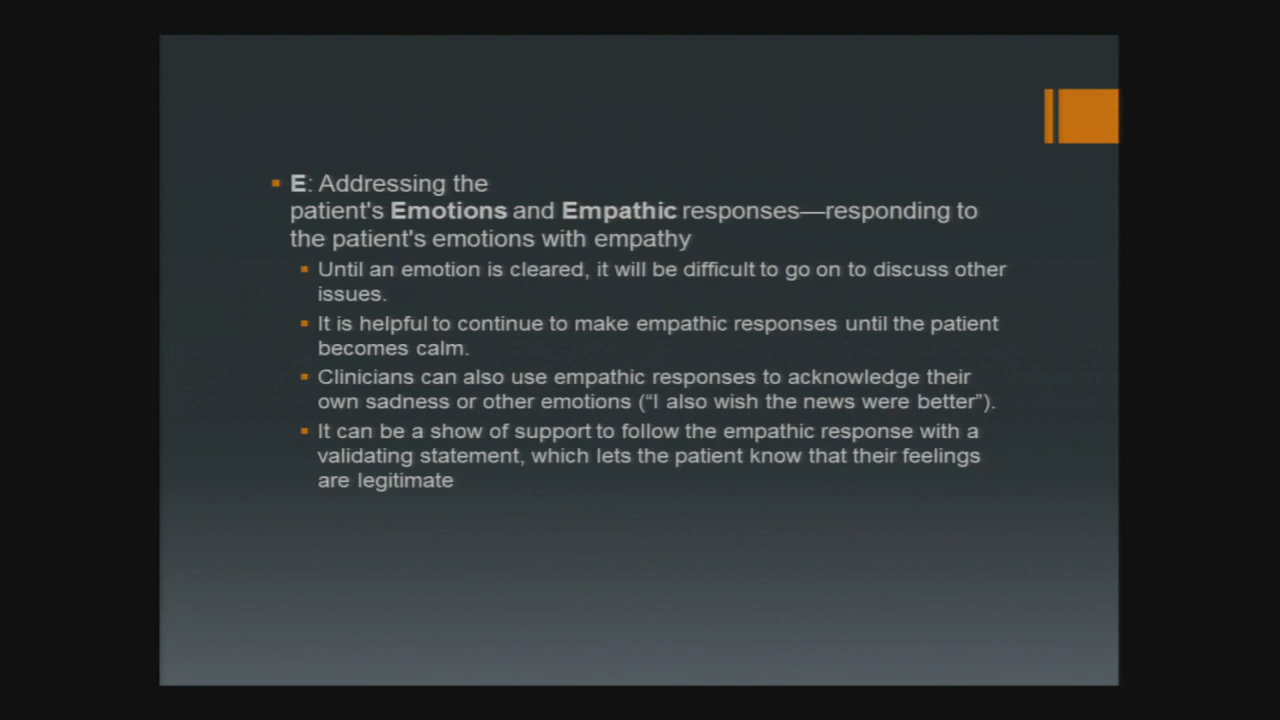 E: Addressing the
patient's Emotions and Empathic responses—responding to
the patient's emotions with empathy
Until an emotion is cleared, it will be difficult to go on to discuss other
issues.
It is helpful to continue to make empathic responses until the patient
becomes calm.
Clinicians can also use empathic responses to acknowledge their
own sadness or other emotions (“I also wish the news were better”).
It can be a show of support to follow the empathic response with a
validating statement, which lets the patient know that their feelings
are legitimate